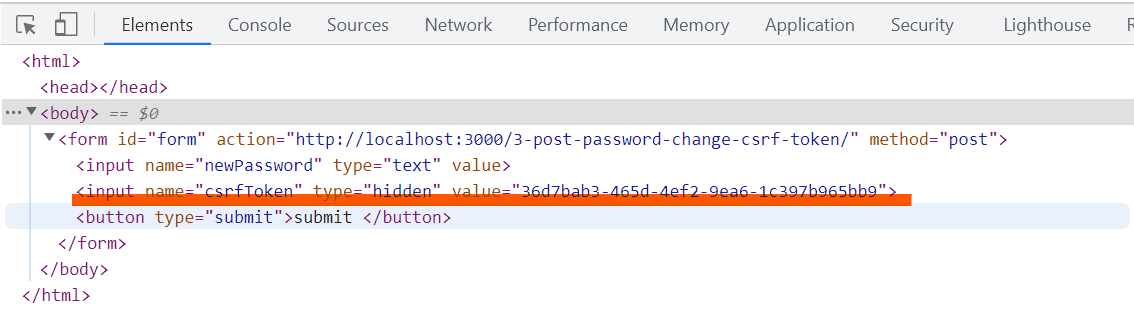 Elements Console Sources Network Performance Memory Application Security Lighthouse R
<html>
<head></head>
··· ▼<body> == $0
▼<form id="form" action="http://localhost:3000/3-post-password-change-csrf-token/" method="post">
<input name="newPassword" type="text" value>
<input name="csrfToken" type="hidden" value="36d7bab3-465d-4ef2-9ea6-1c397b965bb9">
<button type="submit">submit </button>
</form>
</body>
</html>